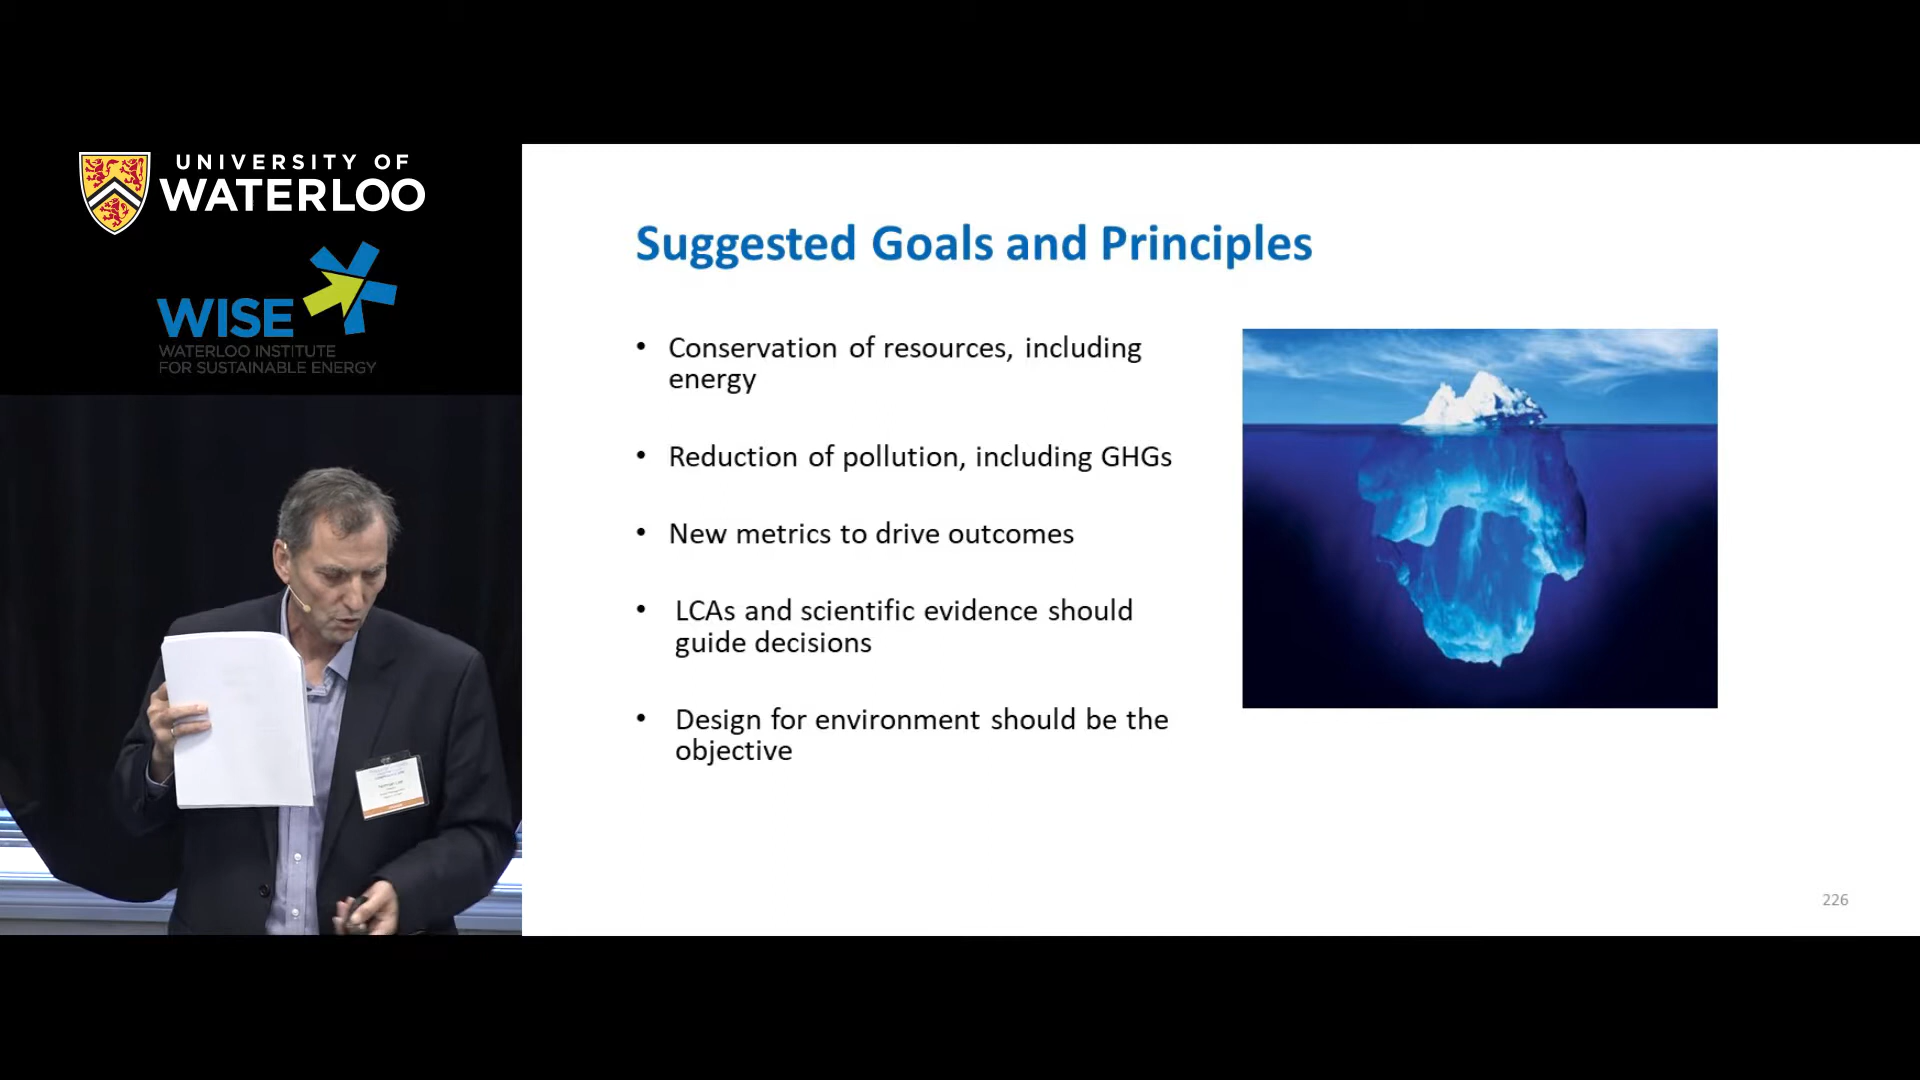 UNIVERSITY OF
WATERLOO
WISE
WATERLOO INSTITUTE
FOR SUSTAINABLE ENERGY
Suggested Goals and Principles
• Conservation of resources, including
energy
• Reduction of pollution, including GHGs
• New metrics to drive outcomes
• LCAs and scientific evidence should
guide decisions
• Design for environment should be the
objective
226